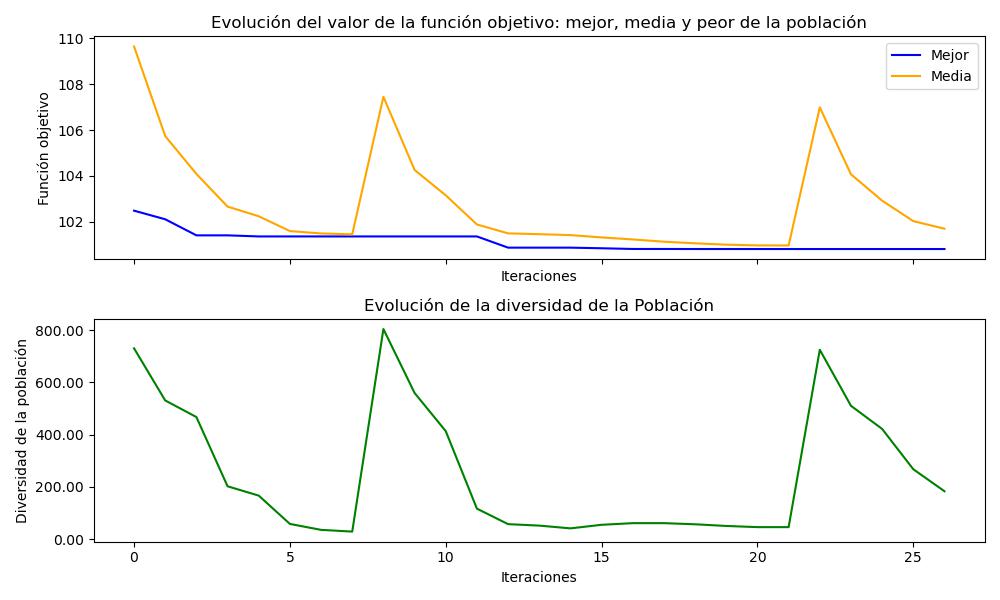 Evolución del valor de la función objetivo: mejor, media y peor de la población
110
108
106
104
102
Función objetivo
Mejor
Media
Iteraciones
Evolución de la diversidad de la Población
800.00
600.00
400.00
200.00
0.00
Diversidad de la población
0 5 10 15 20 25
Iteraciones